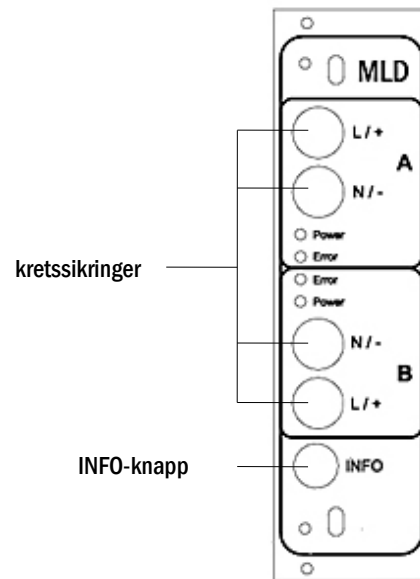 MLD
L / +
A
N / -
Power
Error
kretssikringer
Error
Power
N / -
B
L / +
INFO-knapp
INFO